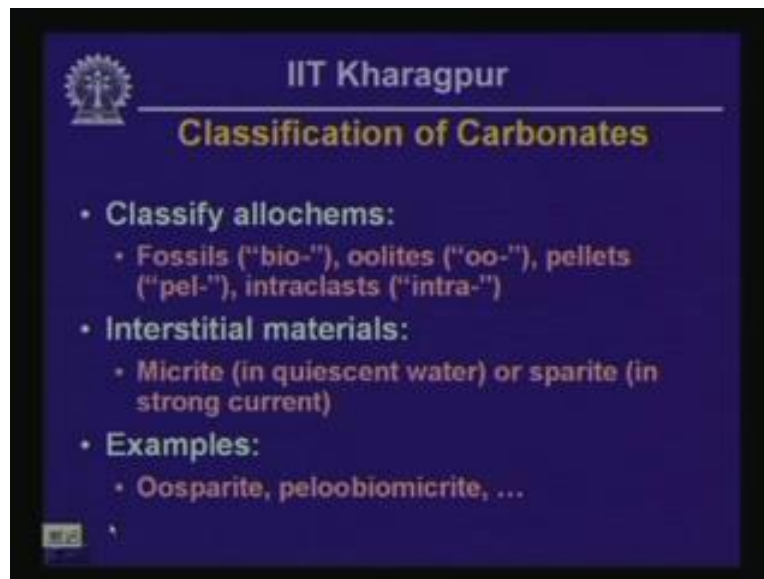 IIT Kharagpur
Classification of Carbonates
• Classify allochems:
• Fossils ("bio-"), oolites ("oo-"), pellets
("pel-"), intraclasts ("intra-")
• Interstitial materials:
• Micrite (in quiescent water) or sparite (in
strong current)
• Examples:
• Oosparite, peloobiomicrite, ...